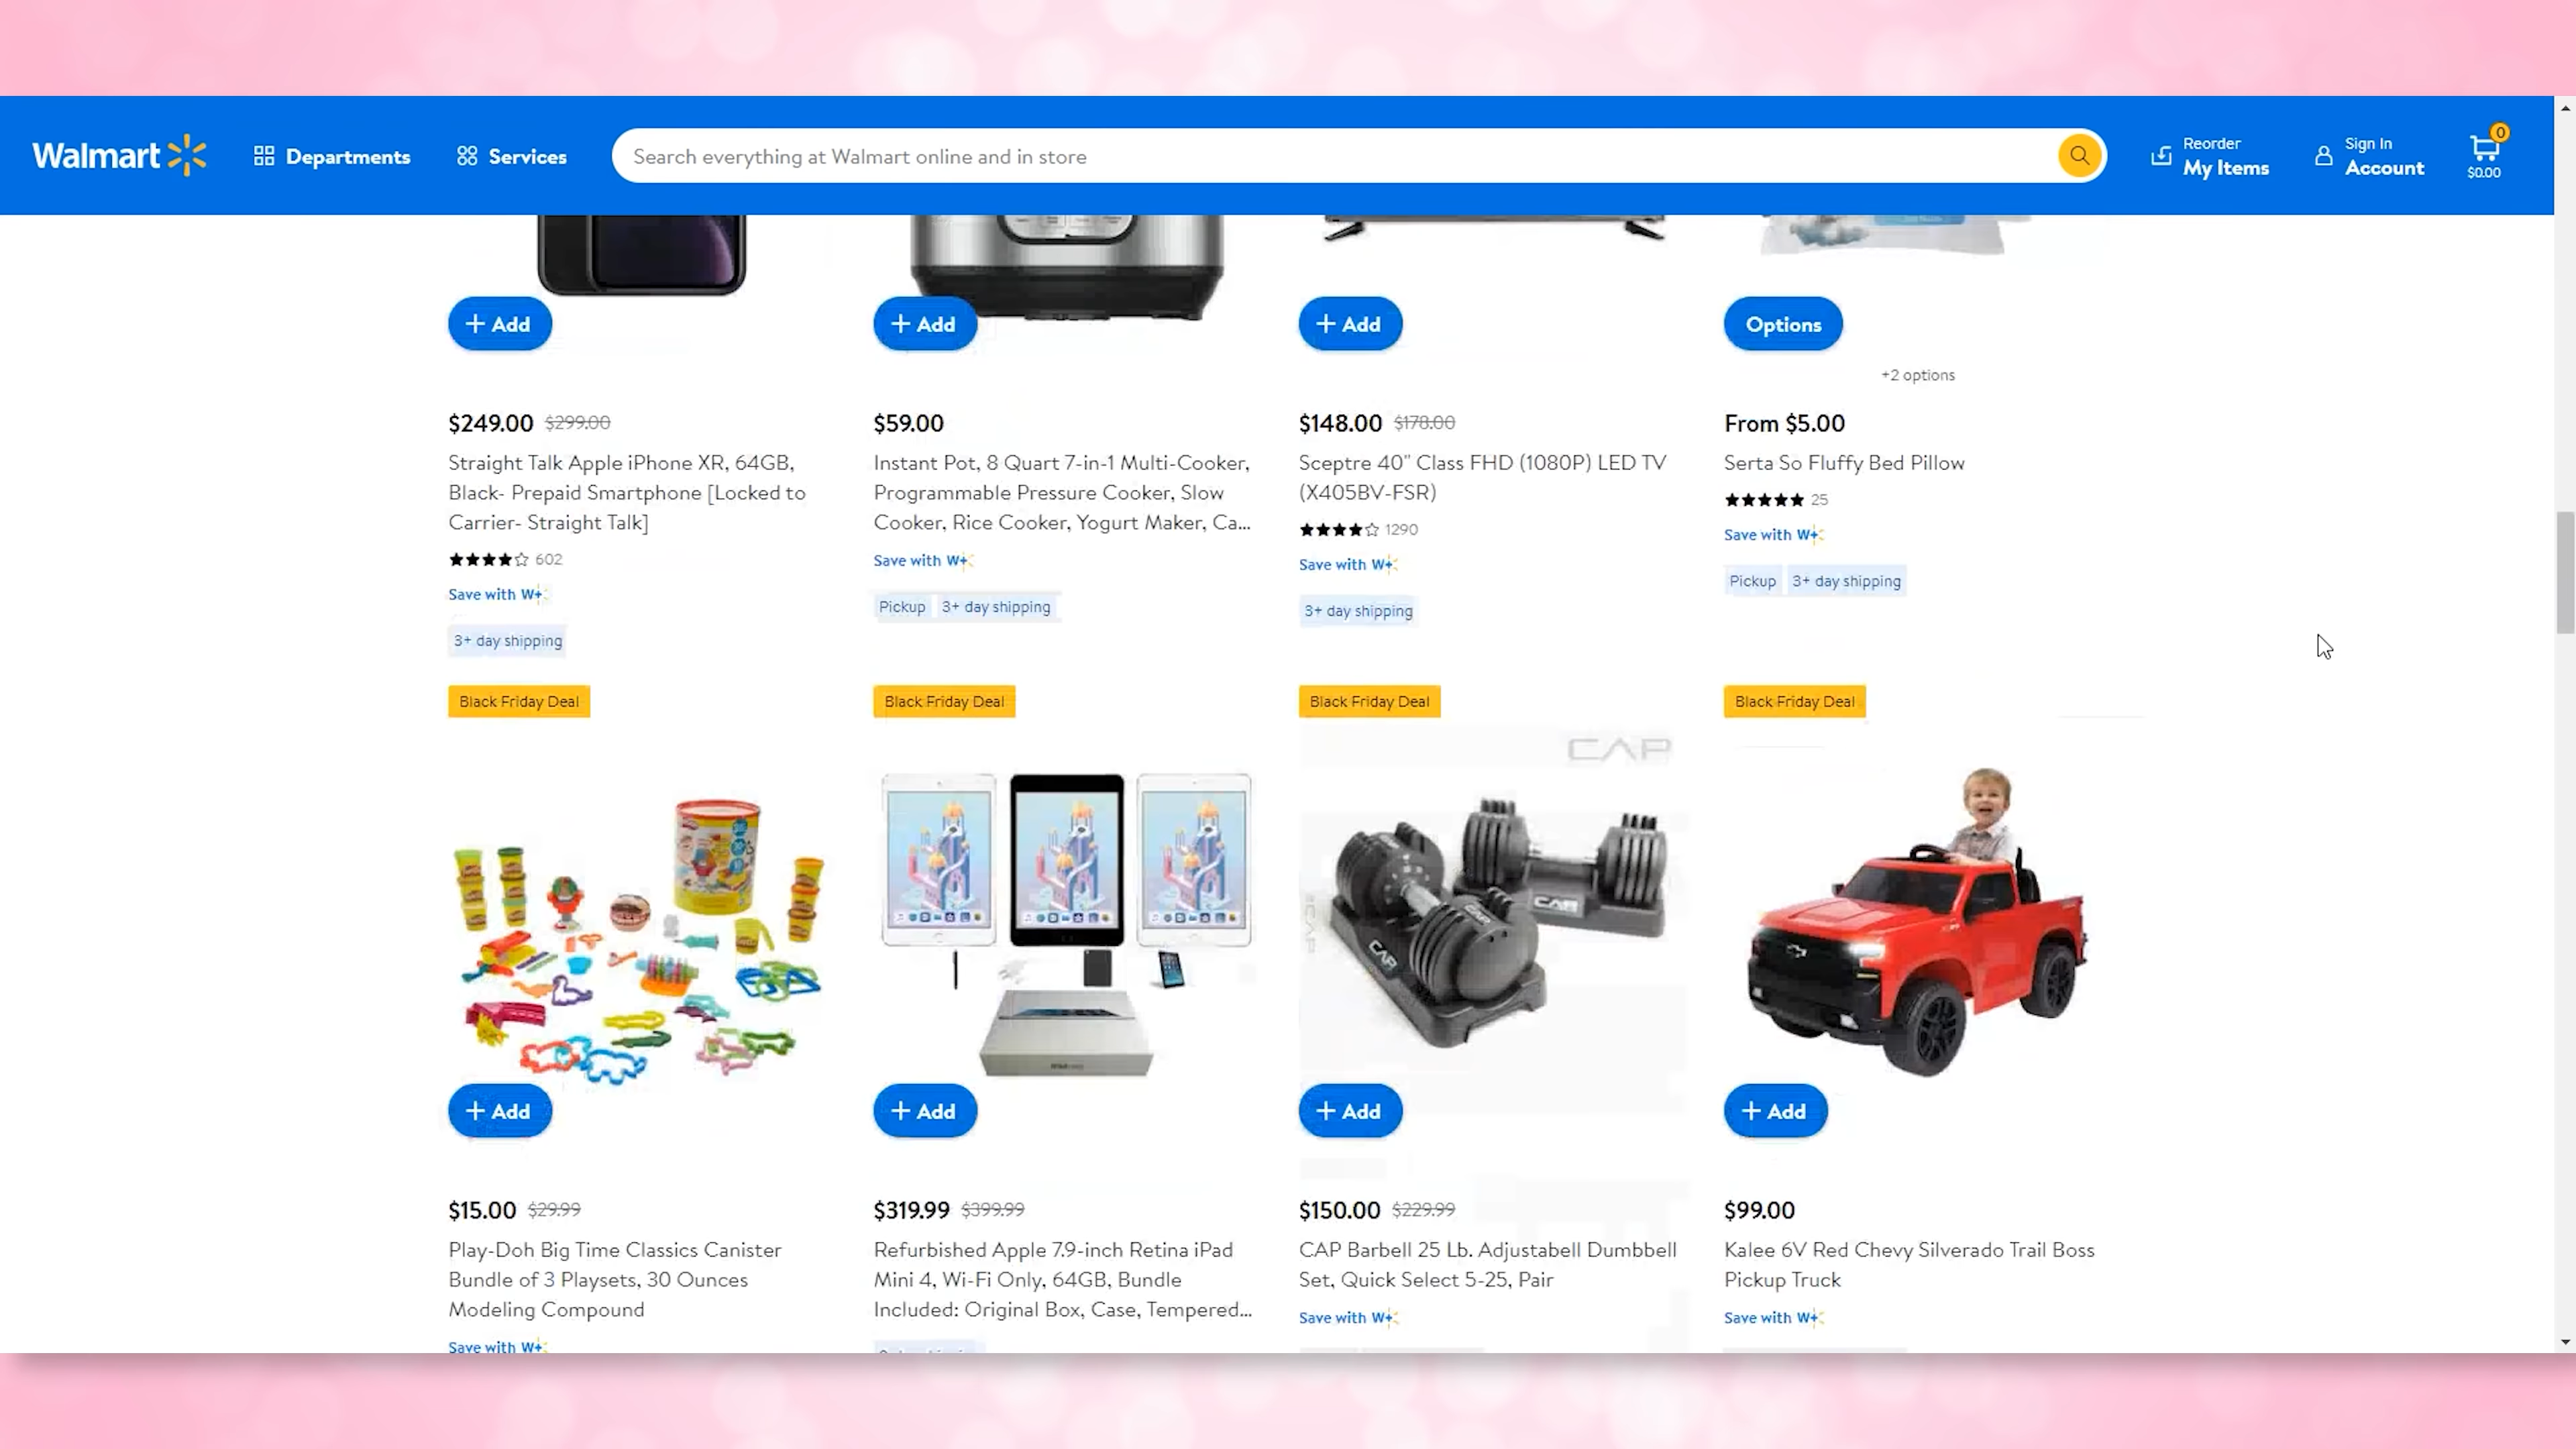 Walmart
Departments
Services
Search everything at Walmart online and in store
Reorder
My Items
Sign In
Account
0
$0.00
+ Add
+ Add
+ Add
Options
+2 options
$249.00 $299.00
Straight Talk Apple iPhone XR, 64GB,
Black- Prepaid Smartphone [Locked to
Carrier- Straight Talk]
602
Save with W+
3+ day shipping
$59.00
Instant Pot, 8 Quart 7-in-1 Multi-Cooker,
Programmable Pressure Cooker, Slow
Cooker, Rice Cooker, Yogurt Maker, Ca...
Save with W+
Pickup 3+ day shipping
$148.00 $178.00
Sceptre 40" Class FHD (1080P) LED TV
(X405BV-FSR)
1290
Save with W+
3+ day shipping
From $5.00
Serta So Fluffy Bed Pillow
25
Save with W+
Pickup 3+ day shipping
Black Friday Deal
Black Friday Deal
Black Friday Deal
Black Friday Deal
CAP
CAP
CAP
+ Add
+ Add
+ Add
+ Add
$15.00 $29.99
Play-Doh Big Time Classics Canister
Bundle of 3 Playsets, 30 Ounces
Modeling Compound
Save with W+
$319.99 $399.99
Refurbished Apple 7.9-inch Retina iPad
Mini 4, Wi-Fi Only, 64GB, Bundle
Included: Original Box, Case, Tempered...
$150.00 $229.99
CAP Barbell 25 Lb. Adjustabell Dumbbell
Set, Quick Select 5-25, Pair
Save with W+
$99.00
Kalee 6V Red Chevy Silverado Trail Boss
Pickup Truck
Save with W+